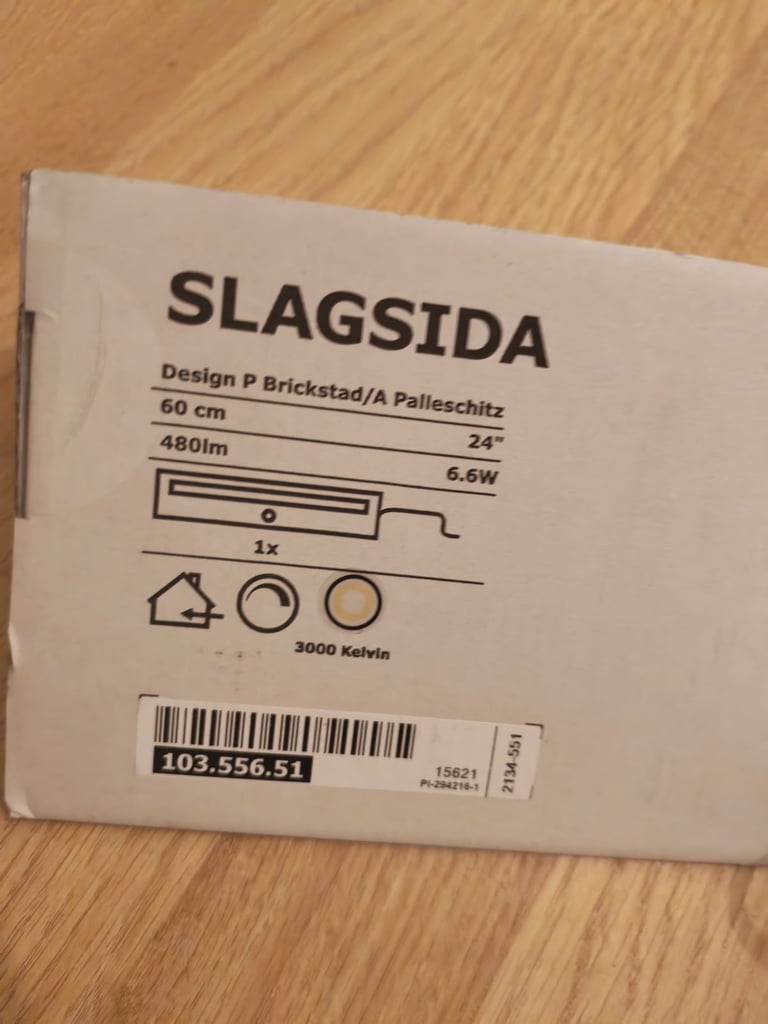 SLAGSIDA
Design P Brickstad/A Palleschitz
60 cm 24"
480lm 6.6W
1x
3000 Kelvin
103.556.51
15621
PI-294216-1
2134-551